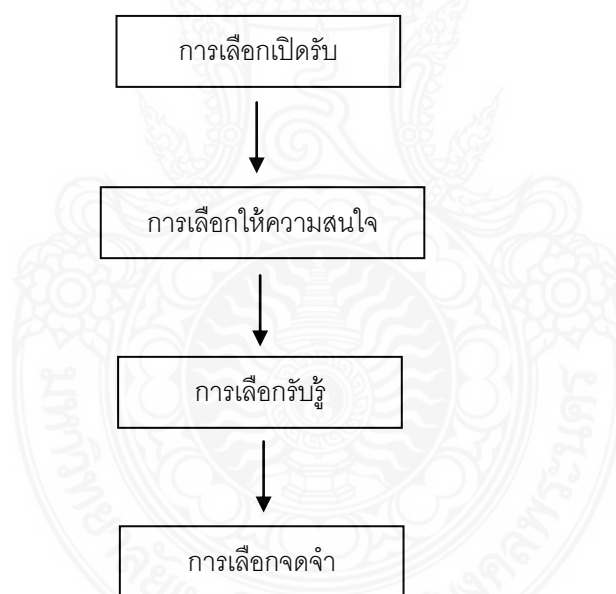 การเลือกเปิดรับ
การเลือกให้ความสนใจ
การเลือกรับรู้
การเลือกจดจำ